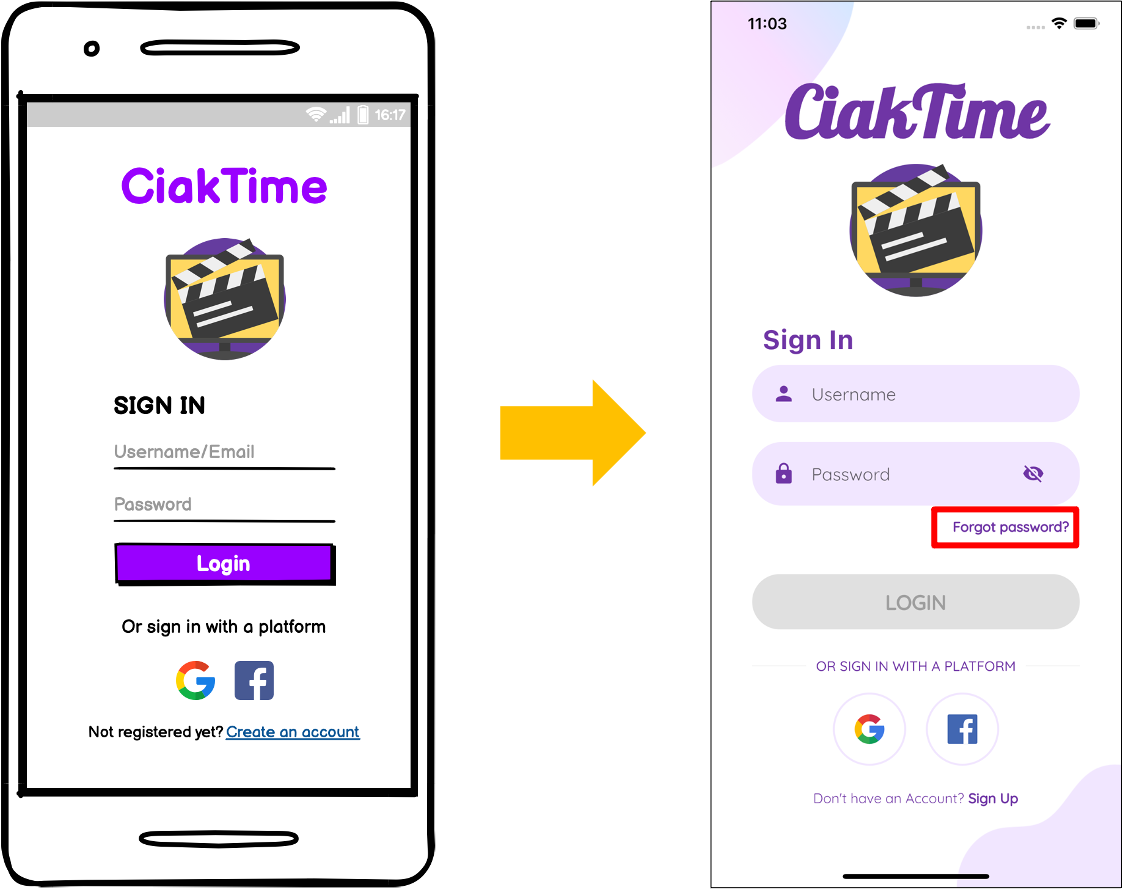 16:17
CiakTime
SIGN IN
Username/Email
Password
Login
Or sign in with a platform
Not registered yet? Create an account
11:03
CiakTime
Sign In
Username
Password
Forgot password?
LOGIN
OR SIGN IN WITH A PLATFORM
Don't have an Account? Sign Up